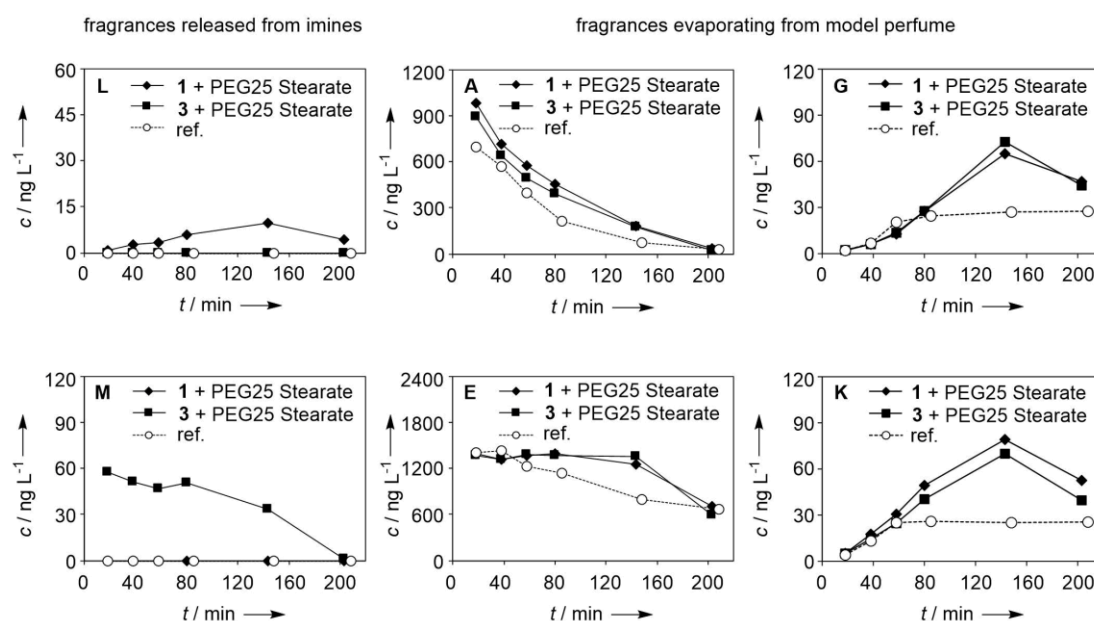 fragrances released from imines
fragrances evaporating from model perfume
L
1 + PEG25 Stearate
3 + PEG25 Stearate
ref.
60
45
30
15
0
c / ng L⁻¹
0 40 80 120 160 200
t / min
A
1 + PEG25 Stearate
3 + PEG25 Stearate
ref.
1200
900
600
300
0
c / ng L⁻¹
0 40 80 120 160 200
t / min
G
1 + PEG25 Stearate
3 + PEG25 Stearate
ref.
120
90
60
30
0
c / ng L⁻¹
0 40 80 120 160 200
t / min
M
1 + PEG25 Stearate
3 + PEG25 Stearate
ref.
120
90
60
30
0
c / ng L⁻¹
0 40 80 120 160 200
t / min
E
1 + PEG25 Stearate
3 + PEG25 Stearate
ref.
2400
1800
1200
600
0
c / ng L⁻¹
0 40 80 120 160 200
t / min
K
1 + PEG25 Stearate
3 + PEG25 Stearate
ref.
120
90
60
30
0
c / ng L⁻¹
0 40 80 120 160 200
t / min